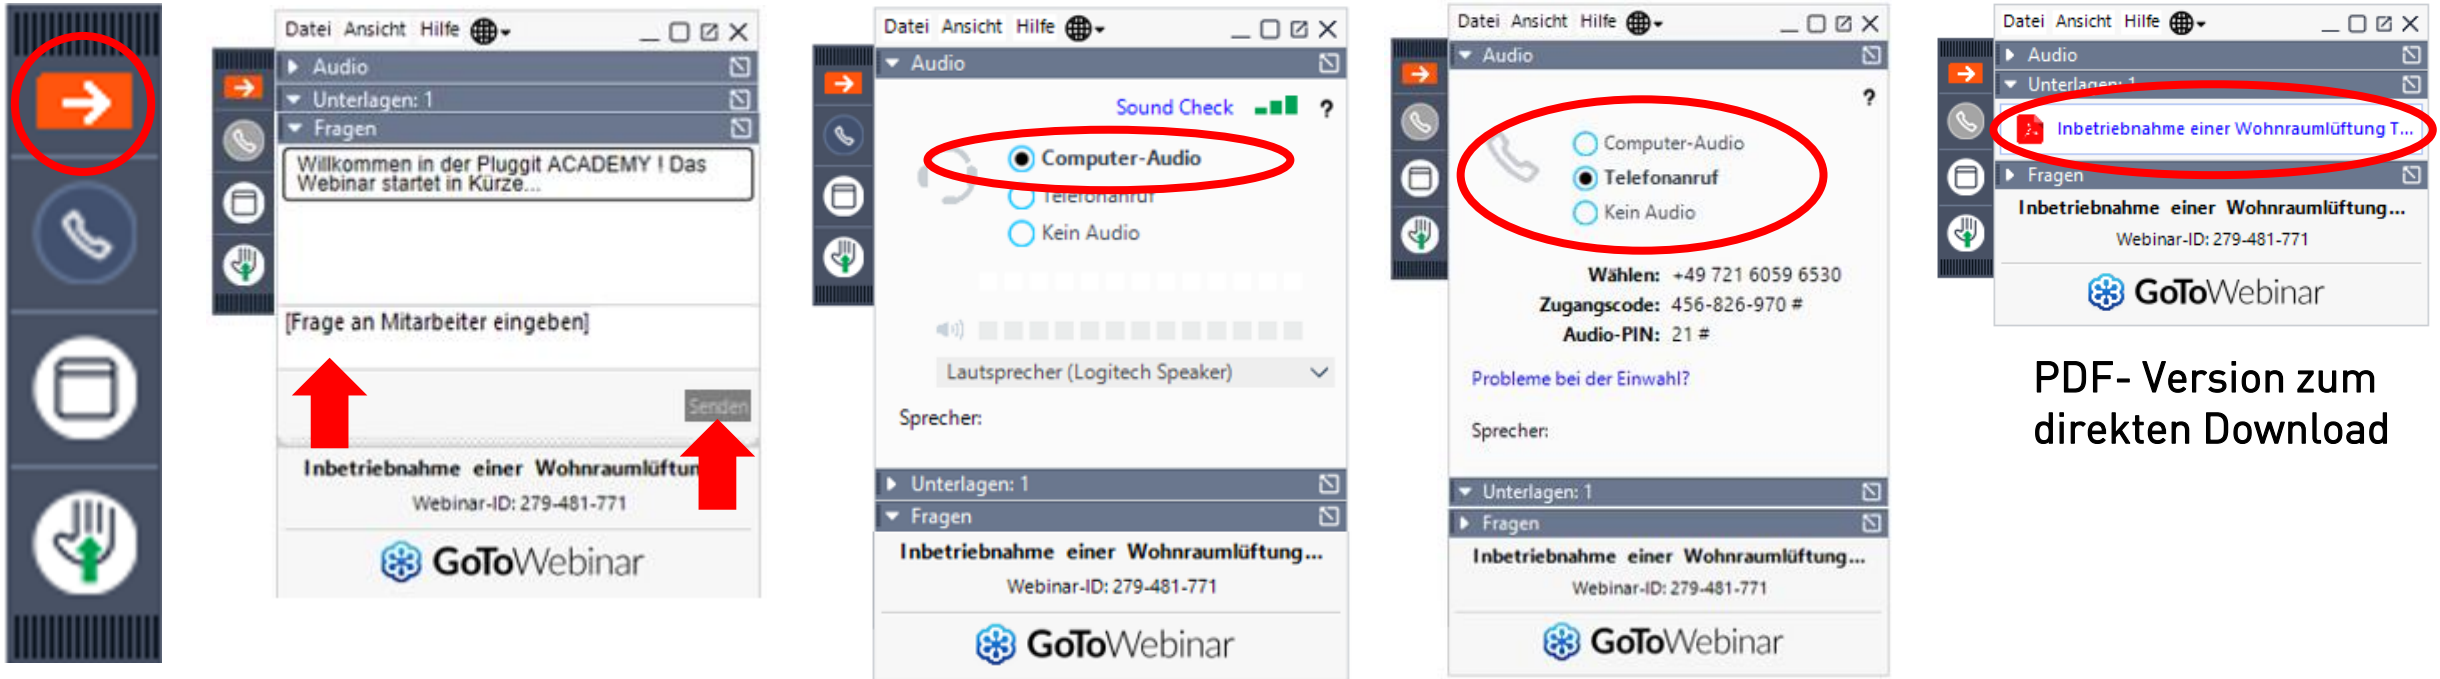 Datei Ansicht Hilfe
Audio
Unterlagen: 1
Fragen
Willkommen in der Pluggit ACADEMY ! Das
Webinar startet in Kürze...
[Frage an Mitarbeiter eingeben]
Senden
Inbetriebnahme einer Wohnraumlüftun
Webinar-ID: 279-481-771
GoToWebinar
Datei Ansicht Hilfe
Audio
Sound Check ?
Computer-Audio
Telefonanruf
Kein Audio
Lautsprecher (Logitech Speaker)
Sprecher:
Unterlagen: 1
Fragen
Inbetriebnahme einer Wohnraumlüftung...
Webinar-ID: 279-481-771
GoToWebinar
Datei Ansicht Hilfe
Audio
?
Computer-Audio
Telefonanruf
Kein Audio
Wählen: +49 721 6059 6530
Zugangscode: 456-826-970 #
Audio-PIN: 21 #
Probleme bei der Einwahl?
Sprecher:
Unterlagen: 1
Fragen
Inbetriebnahme einer Wohnraumlüftung...
Webinar-ID: 279-481-771
GoToWebinar
Datei Ansicht Hilfe
Audio
Unterlagen: 1
Inbetriebnahme einer Wohnraumlüftung T...
Fragen
Inbetriebnahme einer Wohnraumlüftung...
Webinar-ID: 279-481-771
GoToWebinar
PDF- Version zum
direkten Download